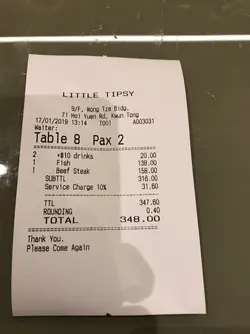 LITTLE TIPSY
9/F, Wong Tze Bldg.
71 Hoi Yuen Rd, Kwun Tong
17/01/2019 13:14 T001 A003031
Waiter:
Table 8 Pax 2
2 +$10 drinks 20.00
1 Fish 138.00
1 Beef Steak 158.00
SUBTTL 316.00
Service Charge 10% 31.60
TTL 347.60
ROUNDING 0.40
TOTAL 348.00
Thank You.
Please Come Again